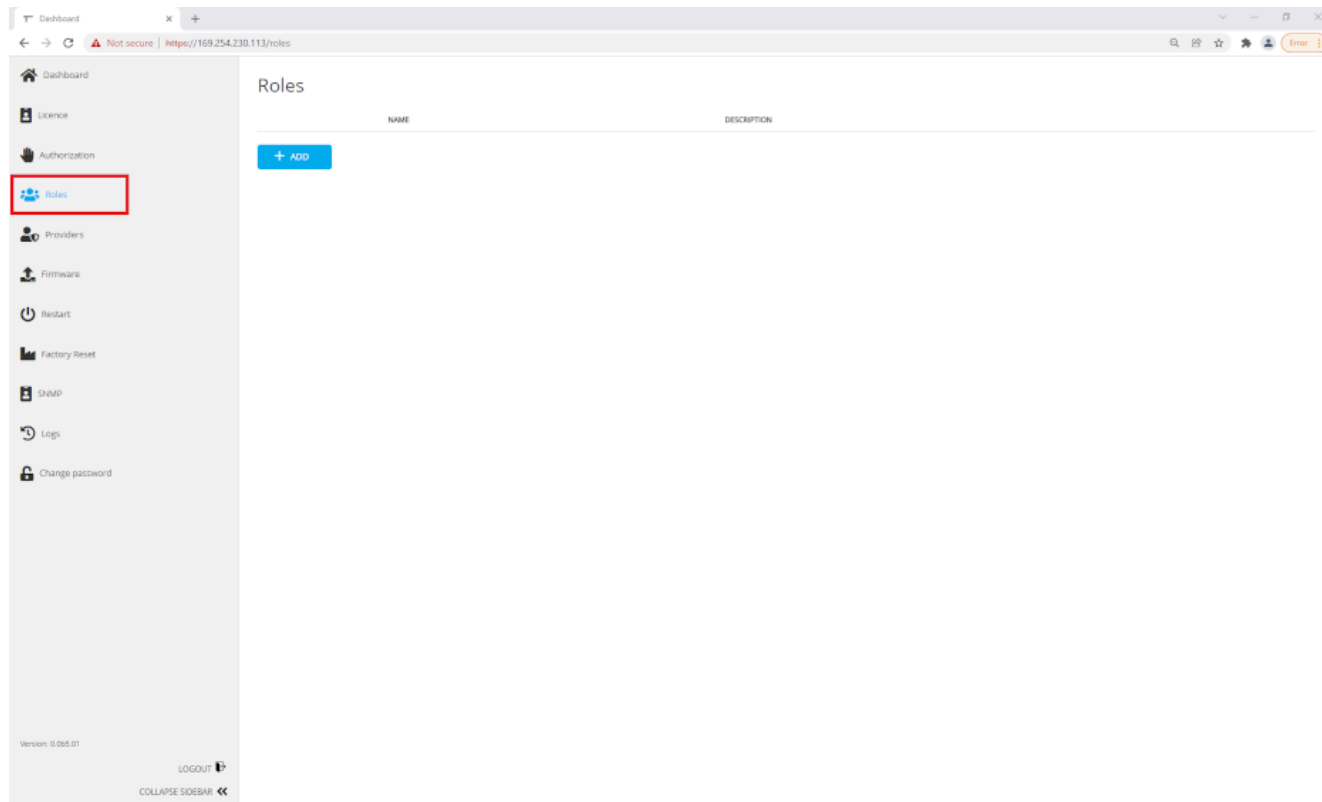 Dashboard
Not secure | https://169.254.230.113/roles
Error
Dashboard
Licence
Authorization
Roles
Providers
Firmware
Restart
Factory Reset
SNMP
Logs
Change password
Version: 0.0b5.01
LOGOUT
COLLAPSE SIDEBAR
Roles
NAME DESCRIPTION
+ ADD